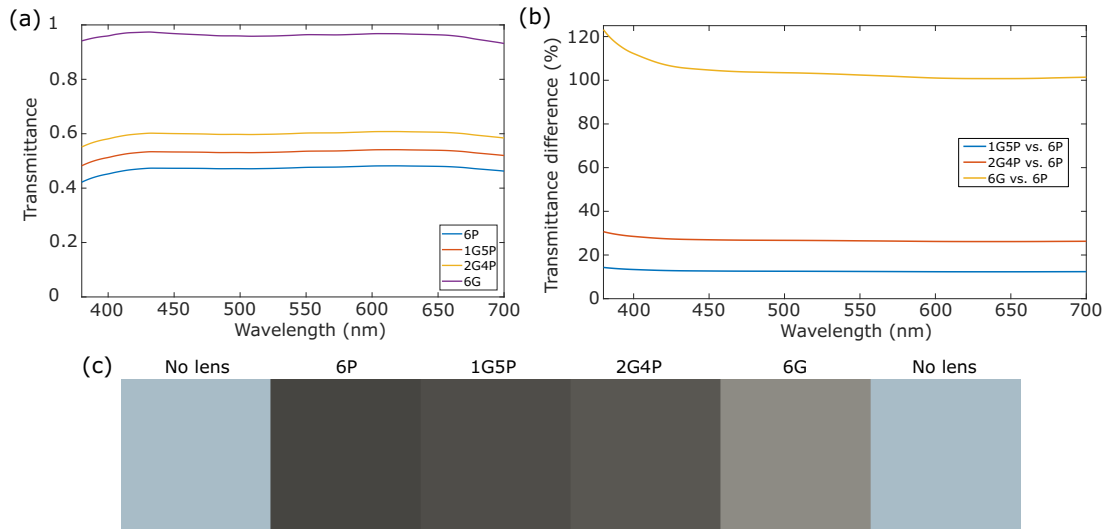 (a)
Transmittance
1
0.8
0.6
0.4
0.2
0
400 450 500 550 600 650 700
Wavelength (nm)
6P
1G5P
2G4P
6G
(b)
Transmittance difference (%)
120
100
80
60
40
20
0
400 450 500 550 600 650 700
Wavelength (nm)
1G5P vs. 6P
2G4P vs. 6P
6G vs. 6P
(c)
No lens 6P 1G5P 2G4P 6G No lens